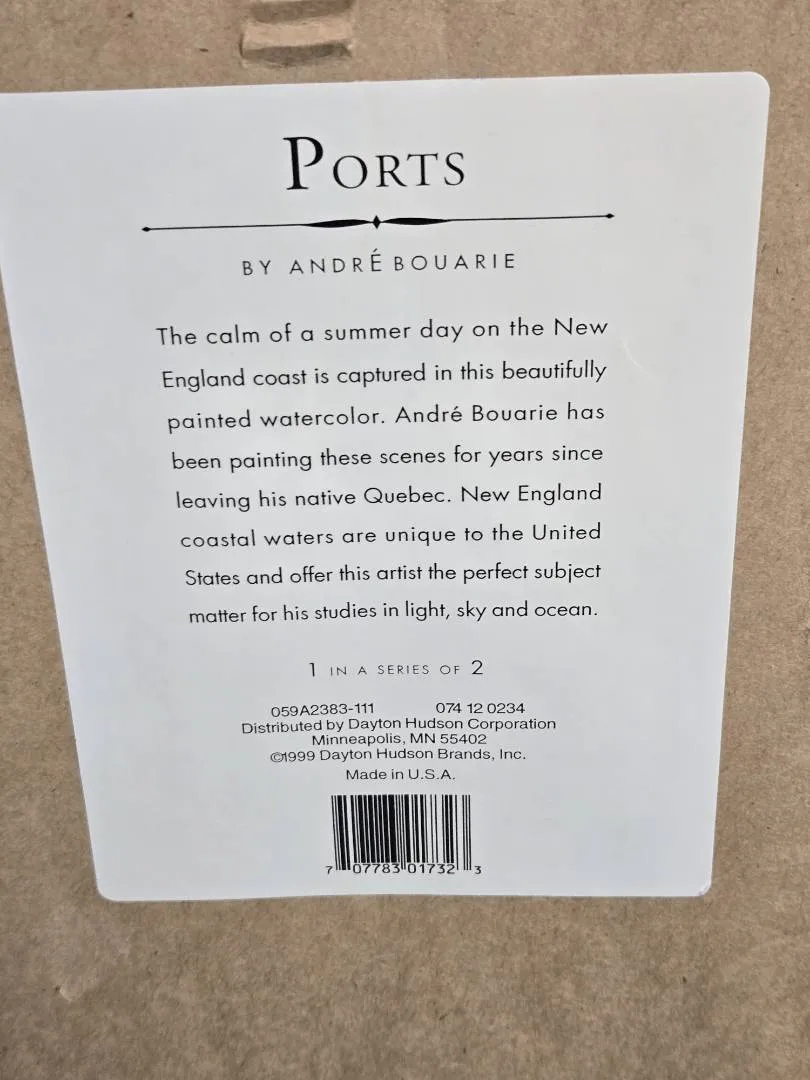 PORTS
BY ANDRÉ BOUARIE
The calm of a summer day on the New
England coast is captured in this beautifully
painted watercolor. André Bouarie has
been painting these scenes for years since
leaving his native Quebec. New England
coastal waters are unique to the United
States and offer this artist the perfect subject
matter for his studies in light, sky and ocean.
1 IN A SERIES OF 2
059A2383-111 074 12 0234
Distributed by Dayton Hudson Corporation
Minneapolis, MN 55402
©1999 Dayton Hudson Brands, Inc.
Made in U.S.A.
7 07783 01732 3